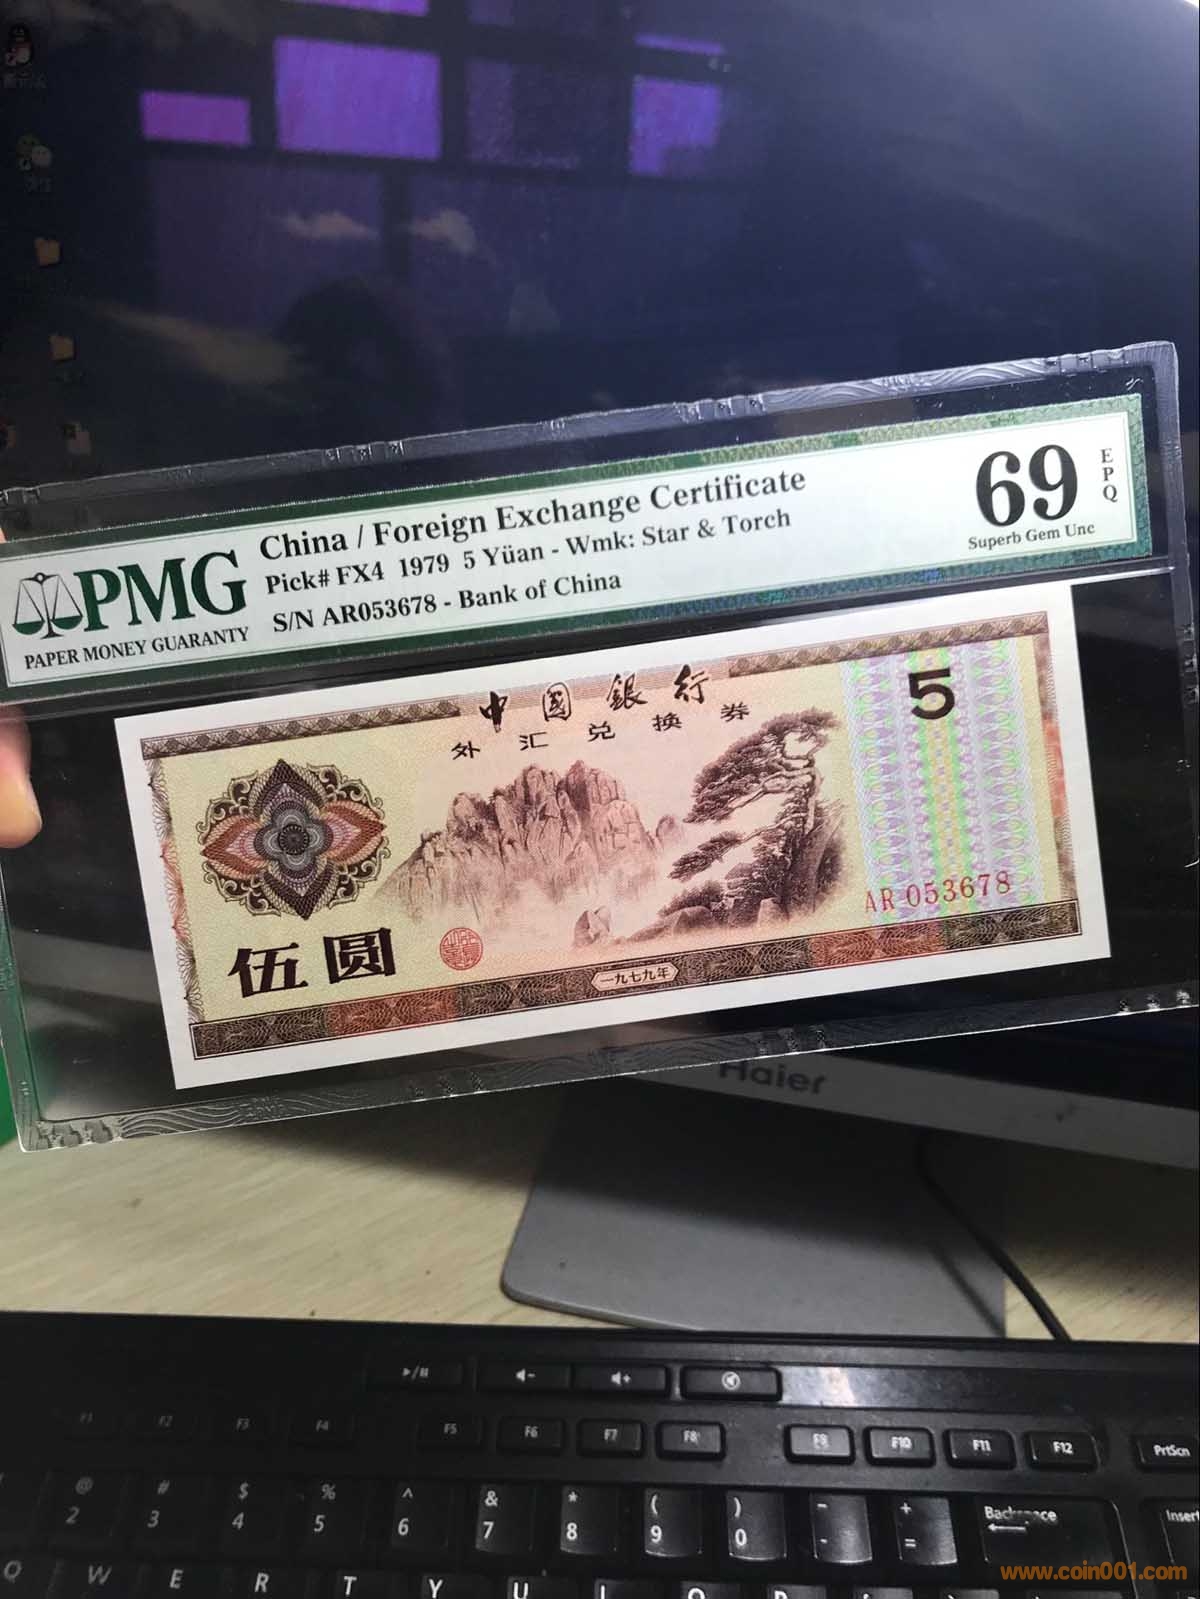 PMG
PAPER MONEY GUARANTY
China / Foreign Exchange Certificate
Pick# FX4 1979 5 Yüan - Wmk: Star & Torch
S/N AR053678 - Bank of China
69
EPQ
Superb Gem Unc
中国銀行
外汇兑换券
5
AR 053678
伍圆
一九七九年
Haier
F1 F2 F3 F4 F5 F6 F7 F8 F9 F10 F11 F12 PrtScn
@ # $ % ^ & * ( ) - + Backspace Insert
2 3 4 5 6 7 8 9 0 - =
Q W E R T Y U I O P
www.coin001.com